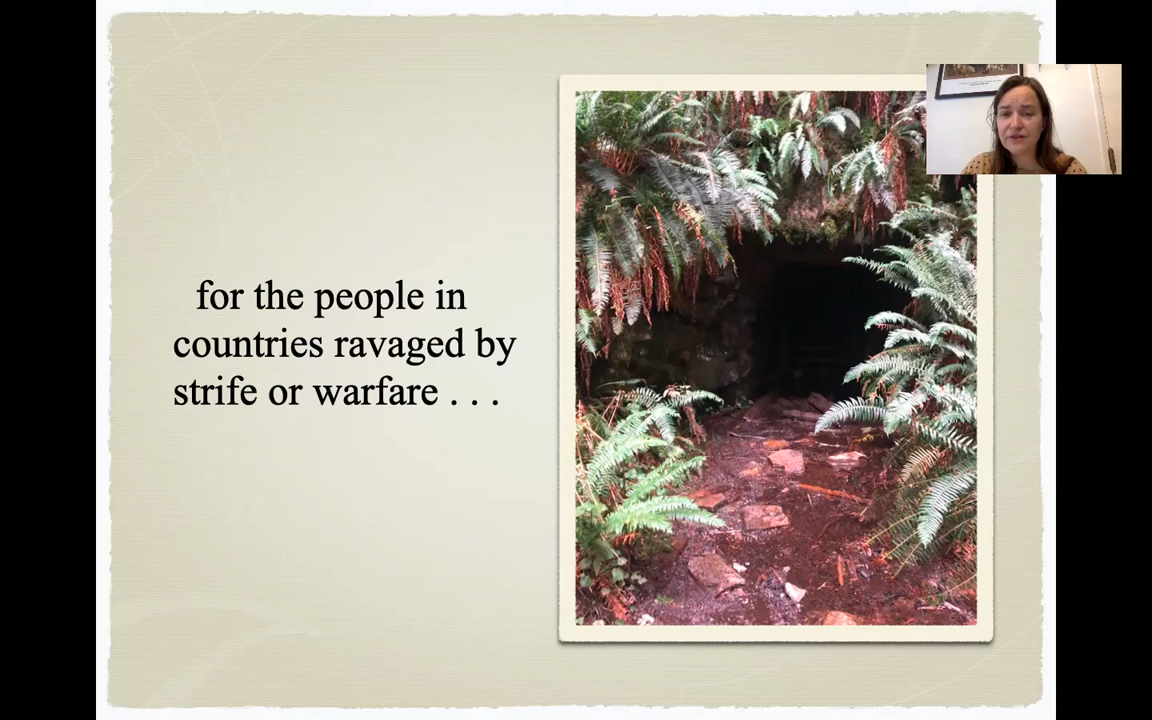 for the people in
countries ravaged by
strife or warfare . . .